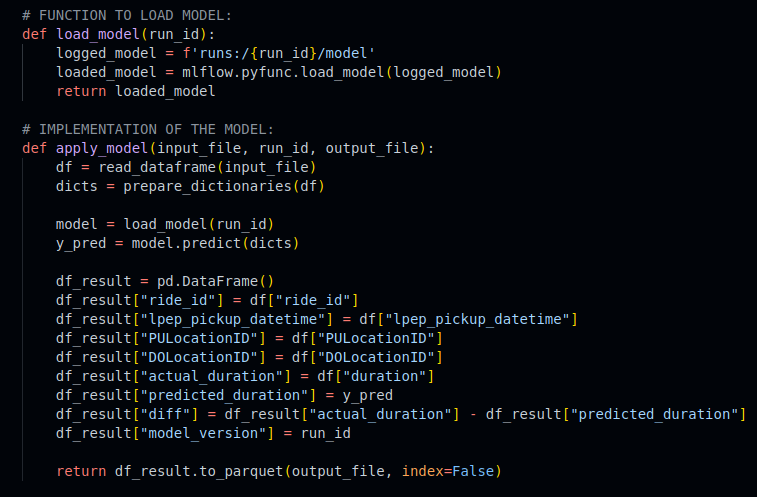 # FUNCTION TO LOAD MODEL:
def load_model(run_id):
    logged_model = f'runs:/{run_id}/model'
    loaded_model = mlflow.pyfunc.load_model(logged_model)
    return loaded_model

# IMPLEMENTATION OF THE MODEL:
def apply_model(input_file, run_id, output_file):
    df = read_dataframe(input_file)
    dicts = prepare_dictionaries(df)

    model = load_model(run_id)
    y_pred = model.predict(dicts)

    df_result = pd.DataFrame()
    df_result["ride_id"] = df["ride_id"]
    df_result["lpep_pickup_datetime"] = df["lpep_pickup_datetime"]
    df_result["PULocationID"] = df["PULocationID"]
    df_result["DOLocationID"] = df["DOLocationID"]
    df_result["actual_duration"] = df["duration"]
    df_result["predicted_duration"] = y_pred
    df_result["diff"] = df_result["actual_duration"] - df_result["predicted_duration"]
    df_result["model_version"] = run_id

    return df_result.to_parquet(output_file, index=False)